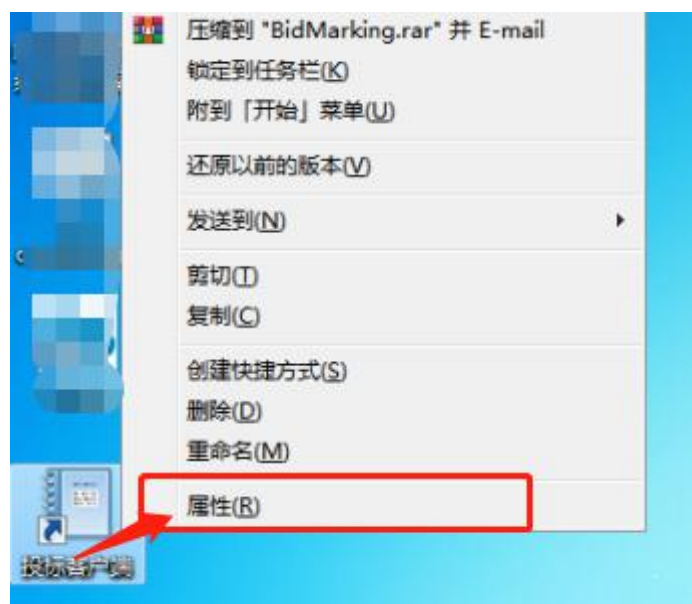 压缩到 "BidMarking.rar" 并 E-mail
锁定到任务栏(K)
附到「开始」菜单(U)
还原以前的版本(V)
发送到(N)
剪切(T)
复制(C)
创建快捷方式(S)
删除(D)
重命名(M)
属性(R)
投标客户端